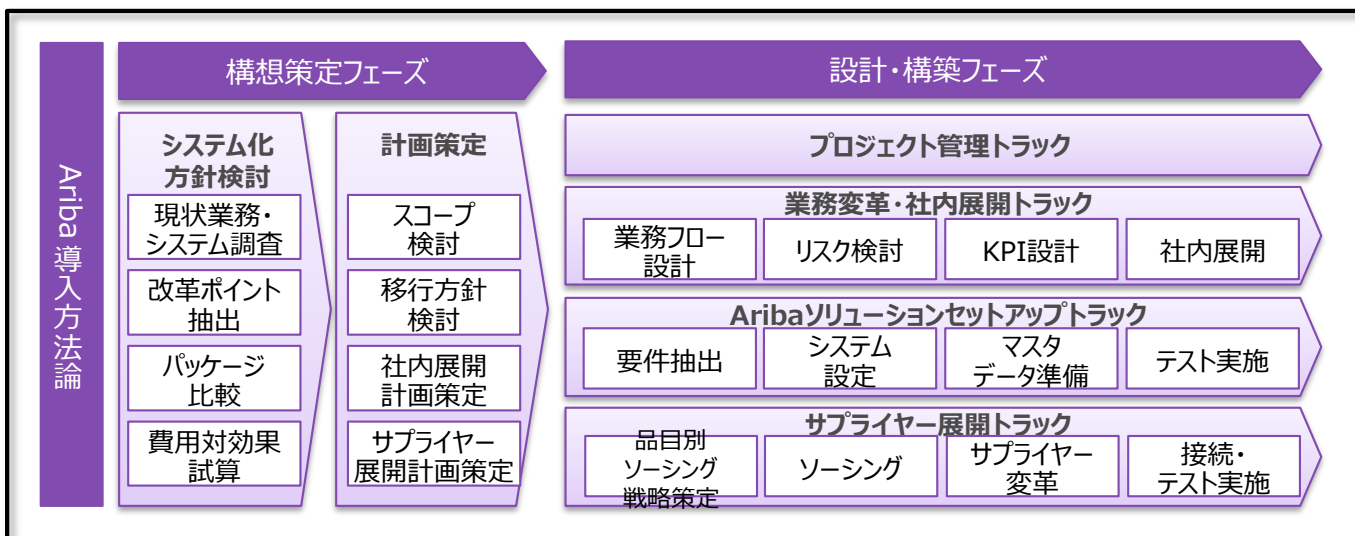 Ariba 導入方法論
構想策定フェーズ
設計・構築フェーズ
システム化
方針検討
現状業務・
システム調査
改革ポイント
抽出
パッケージ
比較
費用対効果
試算
計画策定
スコープ
検討
移行方針
検討
社内展開
計画策定
サプライヤー
展開計画策定
プロジェクト管理トラック
業務変革・社内展開トラック
業務フロー
設計
リスク検討
KPI設計
社内展開
Aribaソリューションセットアップトラック
要件抽出
システム
設定
マスタ
データ準備
テスト実施
サプライヤー展開トラック
品目別
ソーシング
戦略策定
ソーシング
サプライヤー
変革
接続・
テスト実施